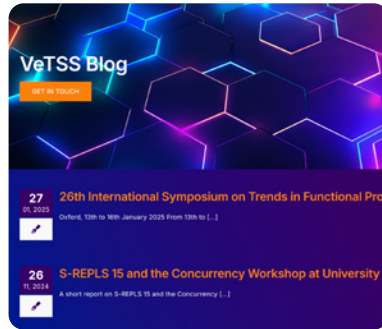 VeTSS Blog
GET IN TOUCH
27
01, 2025
26th International Symposium on Trends in Functional Pro
Oxford, 13th to 16th January 2025 From 13th to [...]
26
11, 2024
S-REPLS 15 and the Concurrency Workshop at University
A short report on S-REPLS 15 and the Concurrency [...]